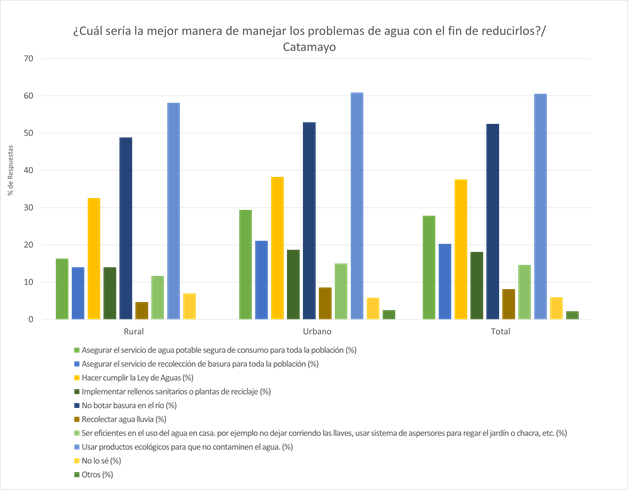 ¿Cuál sería la mejor manera de manejar los problemas de agua con el fin de reducirlos?/
Catamayo
% de Respuestas
70
60
50
40
30
20
10
0
Rural
Urbano
Total
Asegurar el servicio de agua potable segura de consumo para toda la población (%)
Asegurar el servicio de recolección de basura para toda la población (%)
Hacer cumplir la Ley de Aguas (%)
Implementar rellenos sanitarios o plantas de reciclaje (%)
No botar basura en el río (%)
Recolectar agua lluvia (%)
Ser eficientes en el uso del agua en casa. por ejemplo no dejar corriendo las llaves, usar sistema de aspersores para regar el jardín o chacra, etc. (%)
Usar productos ecológicos para que no contaminen el agua. (%)
No lo sé (%)
Otros (%)